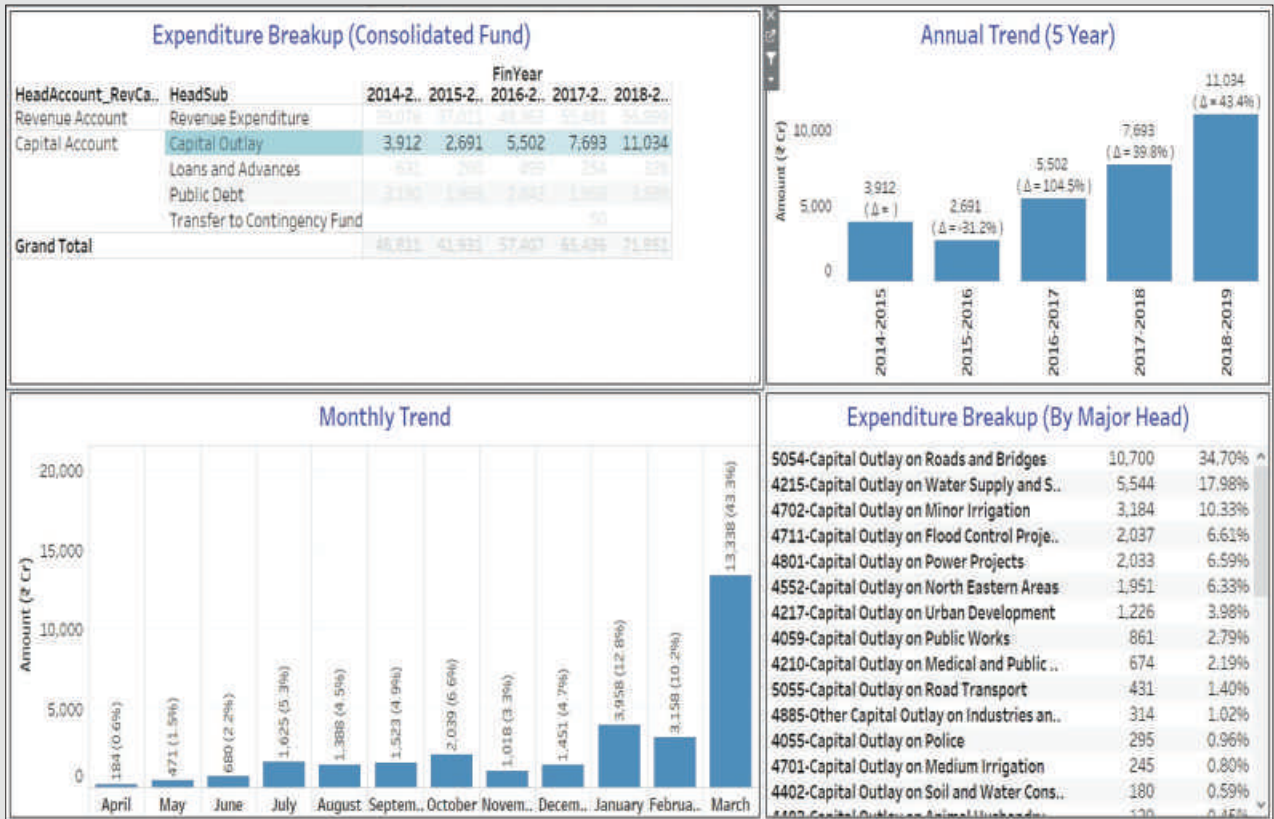 Expenditure Breakup (Consolidated Fund)
FinYear
HeadAccount_RevCa.. HeadSub 2014-2.. 2015-2.. 2016-2.. 2017-2.. 2018-2..
Revenue Account Revenue Expenditure
Capital Account Capital Outlay 3,912 2,691 5,502 7,693 11,034
Loans and Advances
Public Debt
Transfer to Contingency Fund
Grand Total 41,931 57,407 65,436
Annual Trend (5 Year)
Amount (₹ Cr)
10,000
5,000
0
3,912
(Δ = )
2,691
(Δ = -31.2%)
5,502
(Δ = 104.5%)
7,693
(Δ = 39.8%)
11,034
(Δ = 43.4%)
2014-2015
2015-2016
2016-2017
2017-2018
2018-2019
Monthly Trend
Amount (₹ Cr)
20,000
15,000
10,000
5,000
0
184 (0.6%)
471 (1.5%)
680 (2.2%)
1,625 (5.3%)
1,388 (4.5%)
1,523 (4.9%)
2,039 (6.6%)
1,018 (3.3%)
1,451 (4.7%)
3,958 (12.8%)
3,158 (10.2%)
13,338 (43.3%)
April May June July August Septem.. October Novem.. Decem.. January Februa.. March
Expenditure Breakup (By Major Head)
5054-Capital Outlay on Roads and Bridges 10,700 34.70%
4215-Capital Outlay on Water Supply and S.. 5,544 17.98%
4702-Capital Outlay on Minor Irrigation 3,184 10.33%
4711-Capital Outlay on Flood Control Proje.. 2,037 6.61%
4801-Capital Outlay on Power Projects 2,033 6.59%
4552-Capital Outlay on North Eastern Areas 1,951 6.33%
4217-Capital Outlay on Urban Development 1,226 3.98%
4059-Capital Outlay on Public Works 861 2.79%
4210-Capital Outlay on Medical and Public .. 674 2.19%
5055-Capital Outlay on Road Transport 431 1.40%
4885-Other Capital Outlay on Industries an.. 314 1.02%
4055-Capital Outlay on Police 295 0.96%
4701-Capital Outlay on Medium Irrigation 245 0.80%
4402-Capital Outlay on Soil and Water Cons.. 180 0.59%